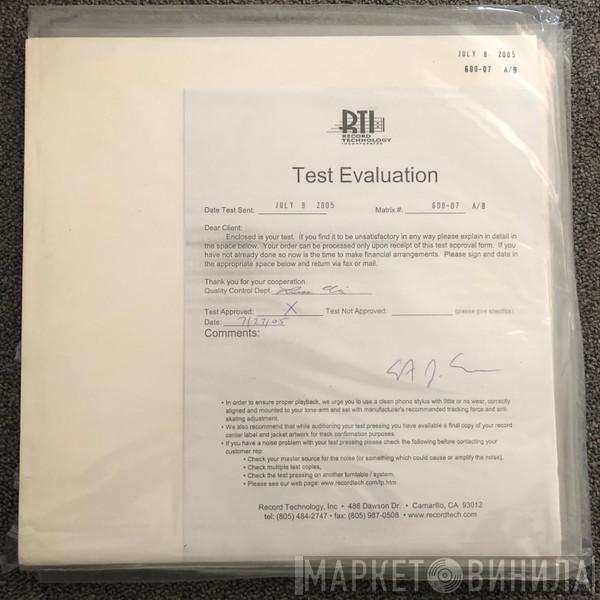 JULY 8 2005
600-07 A/B
RTI
RECORD
TECHNOLOGY
INCORPORATED
Test Evaluation
Date Test Sent: JULY 8 2005 Matrix #: 600-07 A/B
Dear Client:
Enclosed is your test. If you find it to be unsatisfactory in any way please explain in detail in
the space below. Your order can be processed only upon receipt of this test approval form. If you
have not already done so now is the time to make financial arrangements. Please sign and date in
the appropriate space below and return via fax or mail.
Thank you for your cooperation
Quality Control Dept.
Test Approved: X Test Not Approved: (please give specifics)
Date: 7/27/05
Comments:
• In order to ensure proper playback, we urge you to use a clean phono stylus with little or no wear, correctly
aligned and mounted to your tone-arm and set with manufacturer's recommended tracking force and anti-
skating adjustment.
• We also recommend that while auditioning your test pressing you have available a final copy of your record
center label and jacket artwork for track confirmation purposes.
• If you have a noise problem with your test pressing please check the following before contacting your
customer rep:
• Check your master source for the noise (or something which could cause or amplify the noise),
• Check multiple test copies,
• Check the test pressing on another turntable / system,
• Please see our web page: www.recordtech.com/tp.htm
Record Technology, Inc • 486 Dawson Dr. • Camarillo, CA 93012
tel: (805) 484-2747 • fax: (805) 987-0508 • www.recordtech.com
МАРКЕТ ВИНИЛА